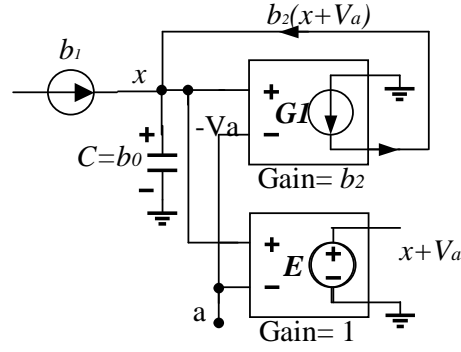 b₂(x+Vₐ)
b₁
x
+
G1
-Va
−
+
C=b₀
−
Gain= b₂
+
E
+
−
x+Vₐ
−
a
Gain= 1